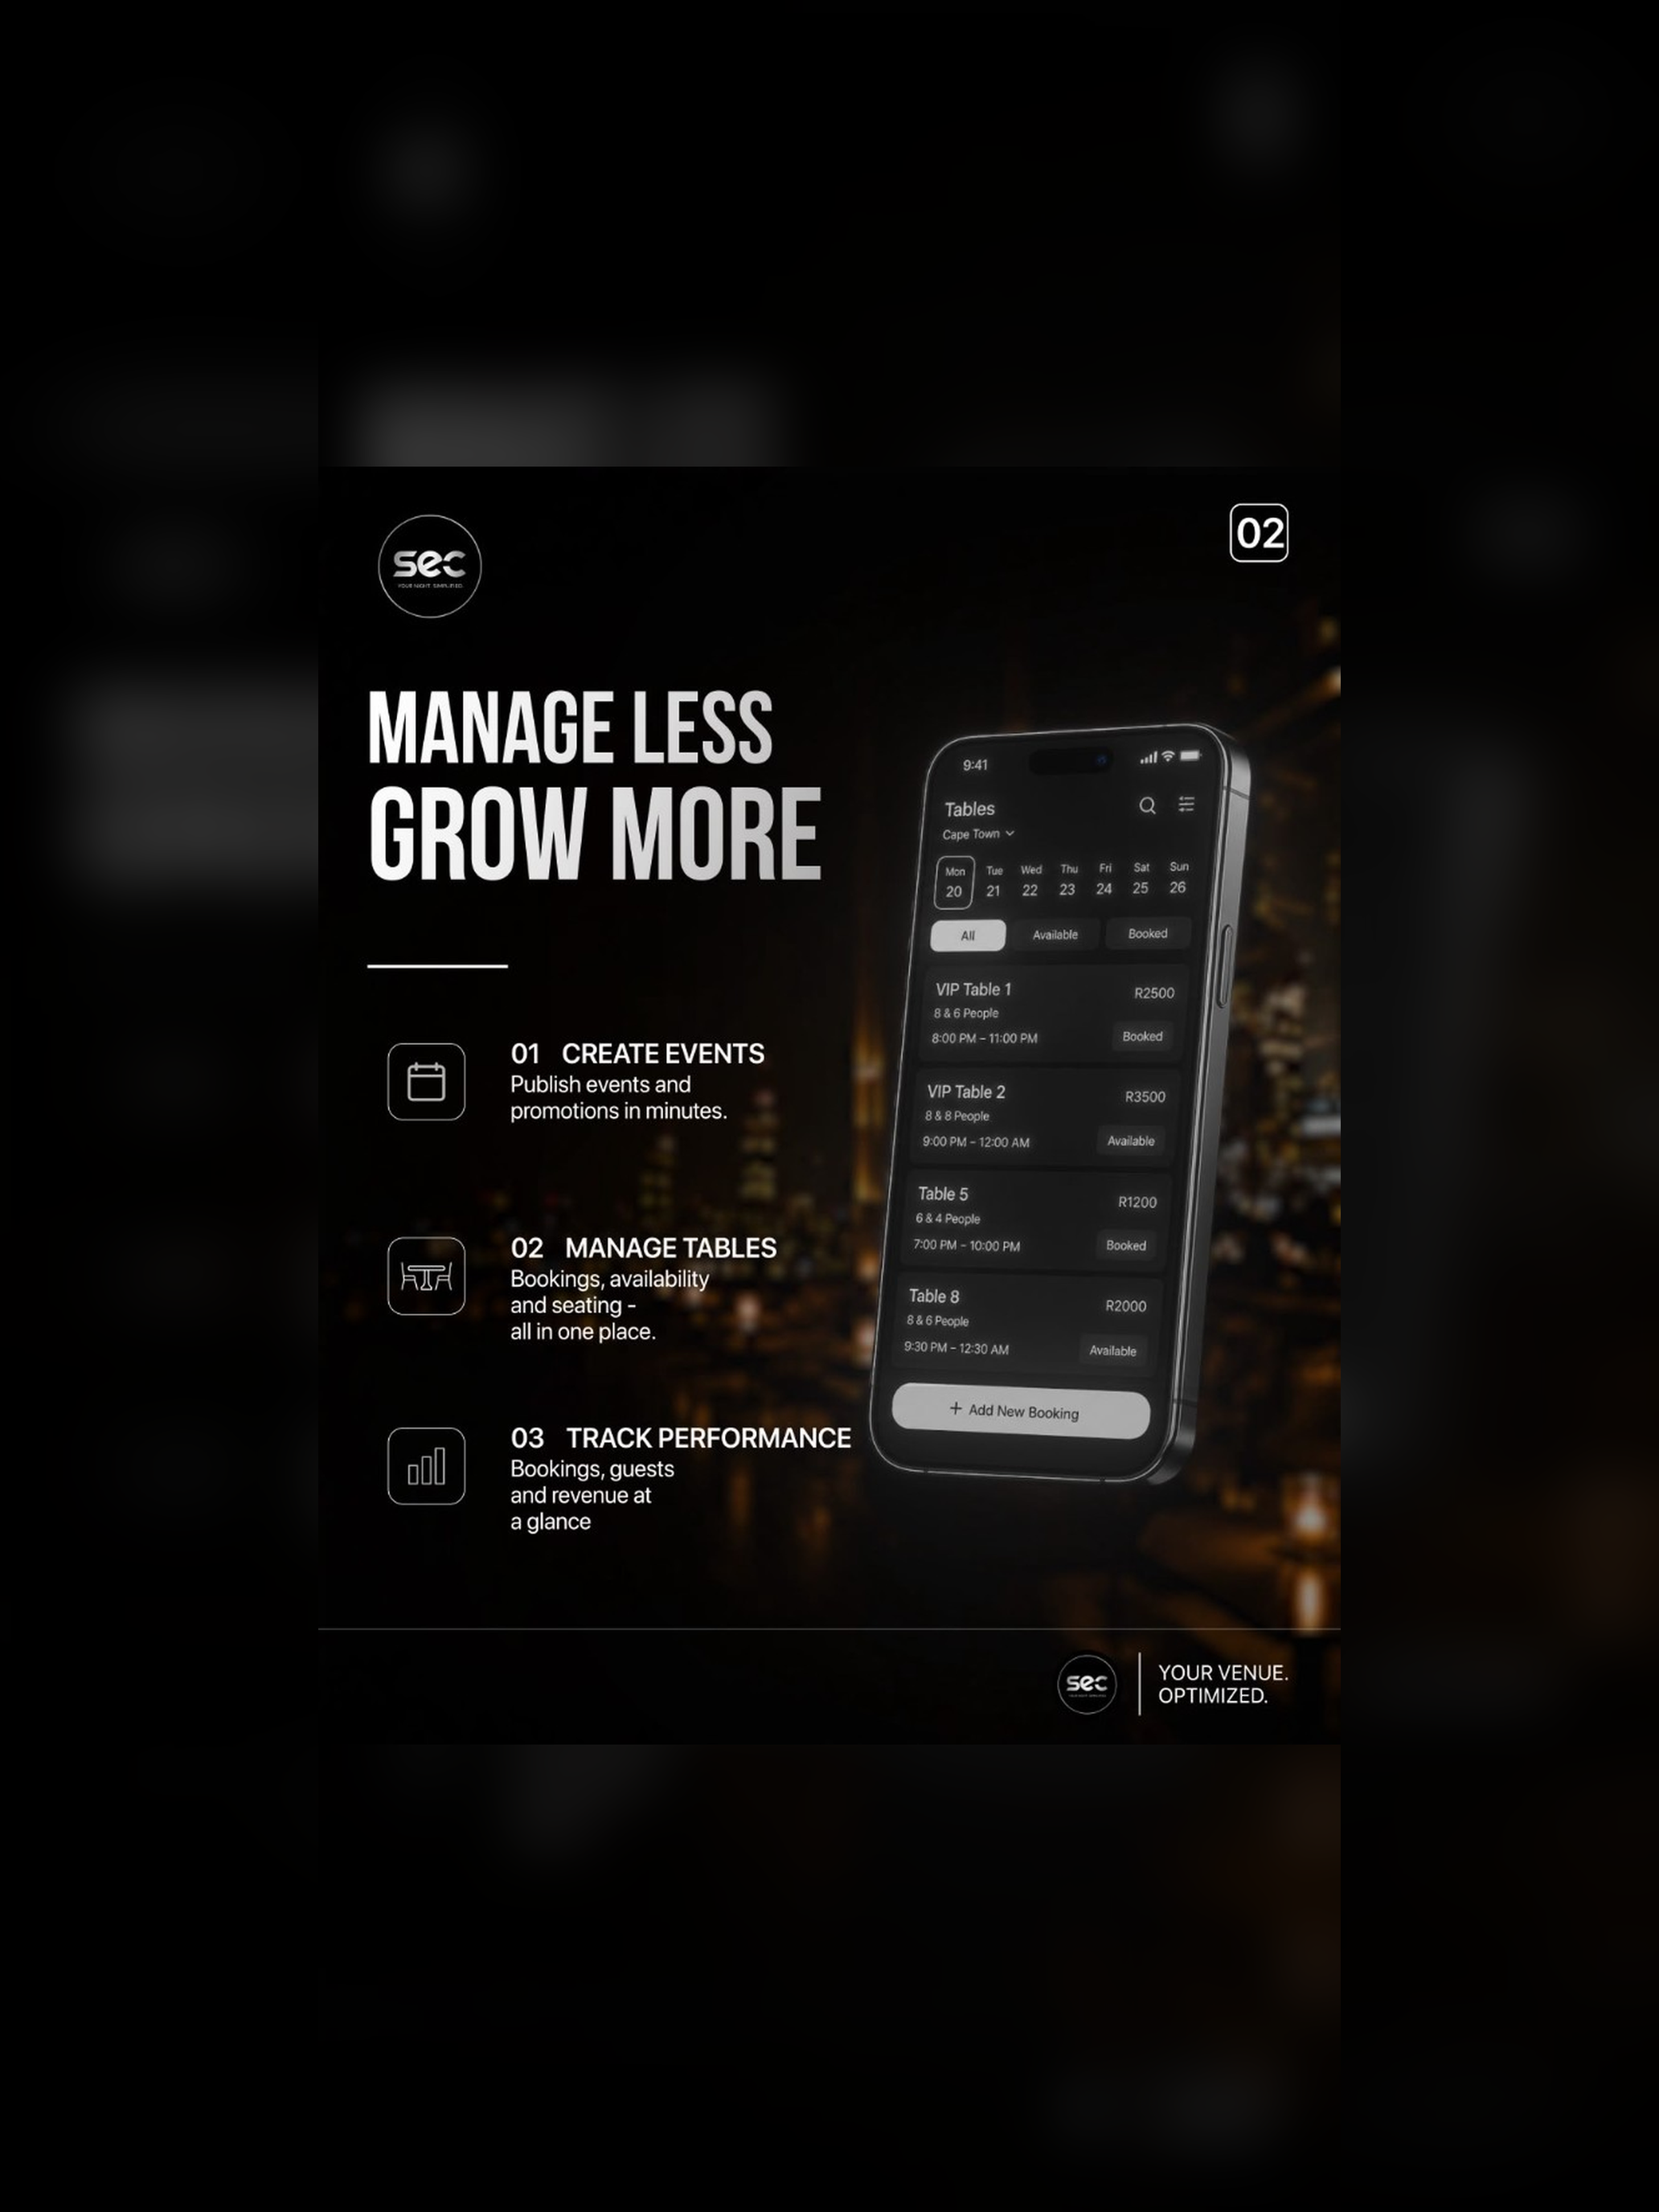 sec
YOUR NIGHT. SIMPLIFIED.
02
MANAGE LESS
GROW MORE
01 CREATE EVENTS
Publish events and
promotions in minutes.
02 MANAGE TABLES
Bookings, availability
and seating -
all in one place.
03 TRACK PERFORMANCE
Bookings, guests
and revenue at
a glance
9:41
Tables
Cape Town
Mon Tue Wed Thu Fri Sat Sun
20 21 22 23 24 25 26
All Available Booked
VIP Table 1 R2500
8 & 6 People
8:00 PM – 11:00 PM Booked
VIP Table 2 R3500
8 & 8 People
9:00 PM – 12:00 AM Available
Table 5 R1200
6 & 4 People
7:00 PM – 10:00 PM Booked
Table 8 R2000
8 & 6 People
9:30 PM – 12:30 AM Available
+ Add New Booking
sec
YOUR VENUE.
OPTIMIZED.